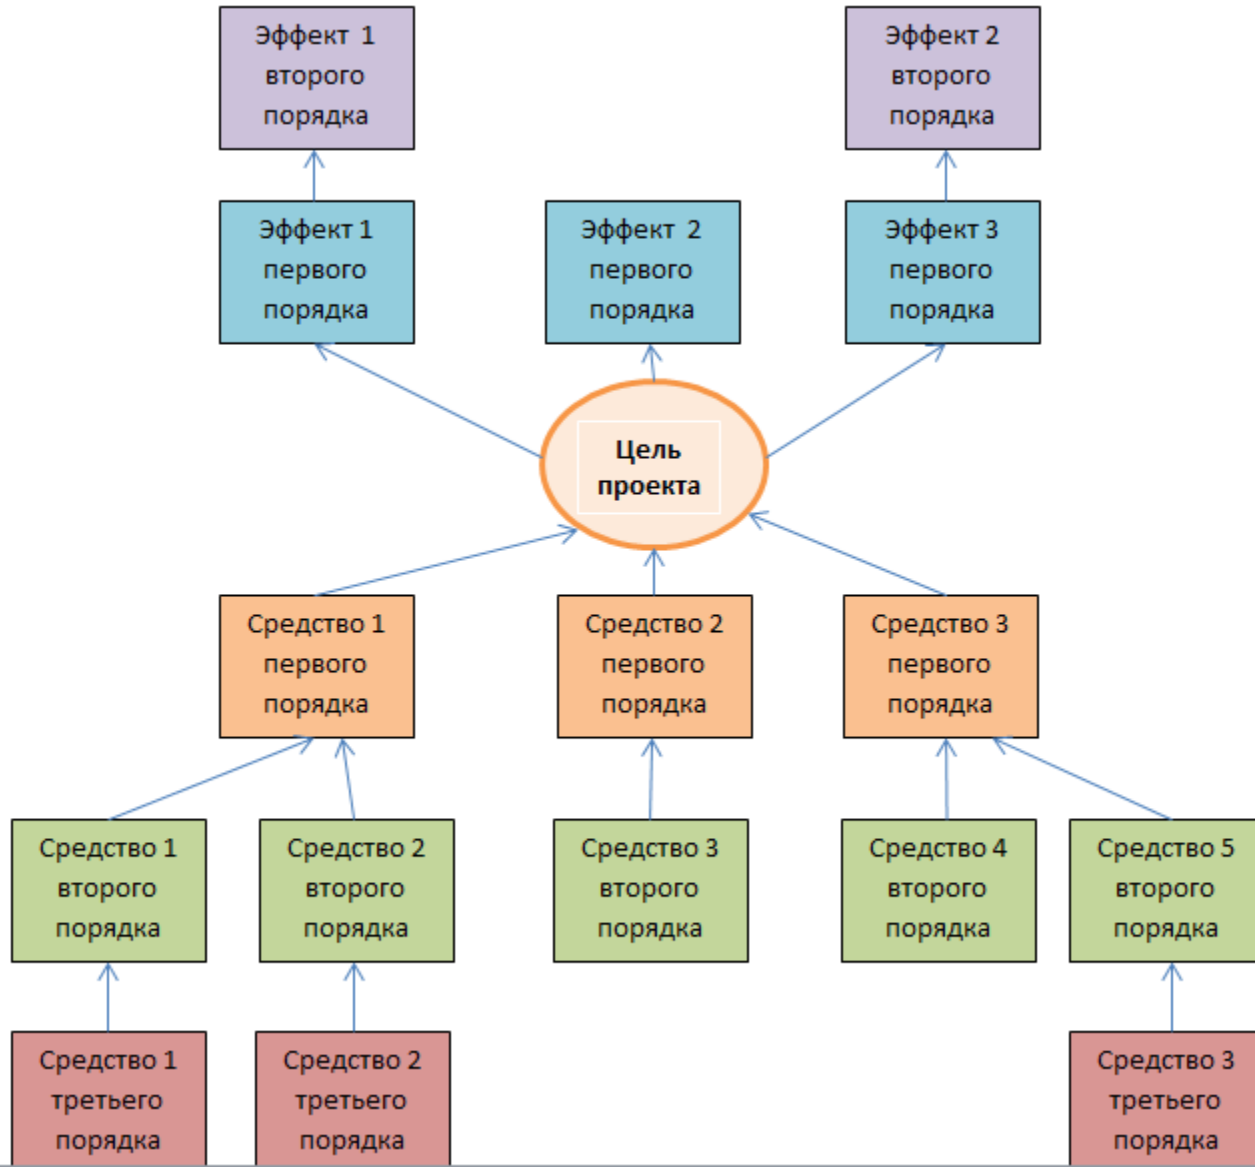 Эффект 1
второго
порядка
Эффект 2
второго
порядка
Эффект 1
первого
порядка
Эффект 2
первого
порядка
Эффект 3
первого
порядка
Цель
проекта
Средство 1
первого
порядка
Средство 2
первого
порядка
Средство 3
первого
порядка
Средство 1
второго
порядка
Средство 2
второго
порядка
Средство 3
второго
порядка
Средство 4
второго
порядка
Средство 5
второго
порядка
Средство 1
третьего
порядка
Средство 2
третьего
порядка
Средство 3
третьего
порядка